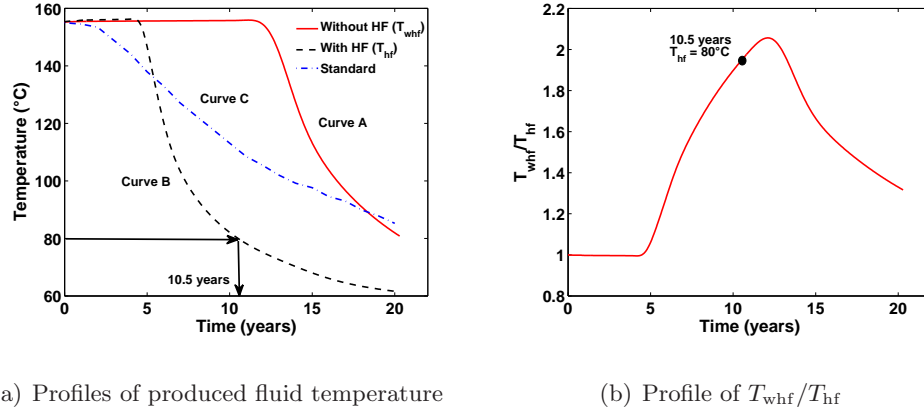 160
140
120
100
80
60
0
5
10
15
20
Temperature (°C)
Time (years)
Without HF (T_whf)
With HF (T_hf)
Standard
Curve C
Curve A
Curve B
10.5 years
2.2
2
1.8
1.6
1.4
1.2
1
0.8
0
5
10
15
20
T_whf/T_hf
Time (years)
10.5 years
T_hf = 80°C
a) Profiles of produced fluid temperature
(b) Profile of T_whf/T_hf